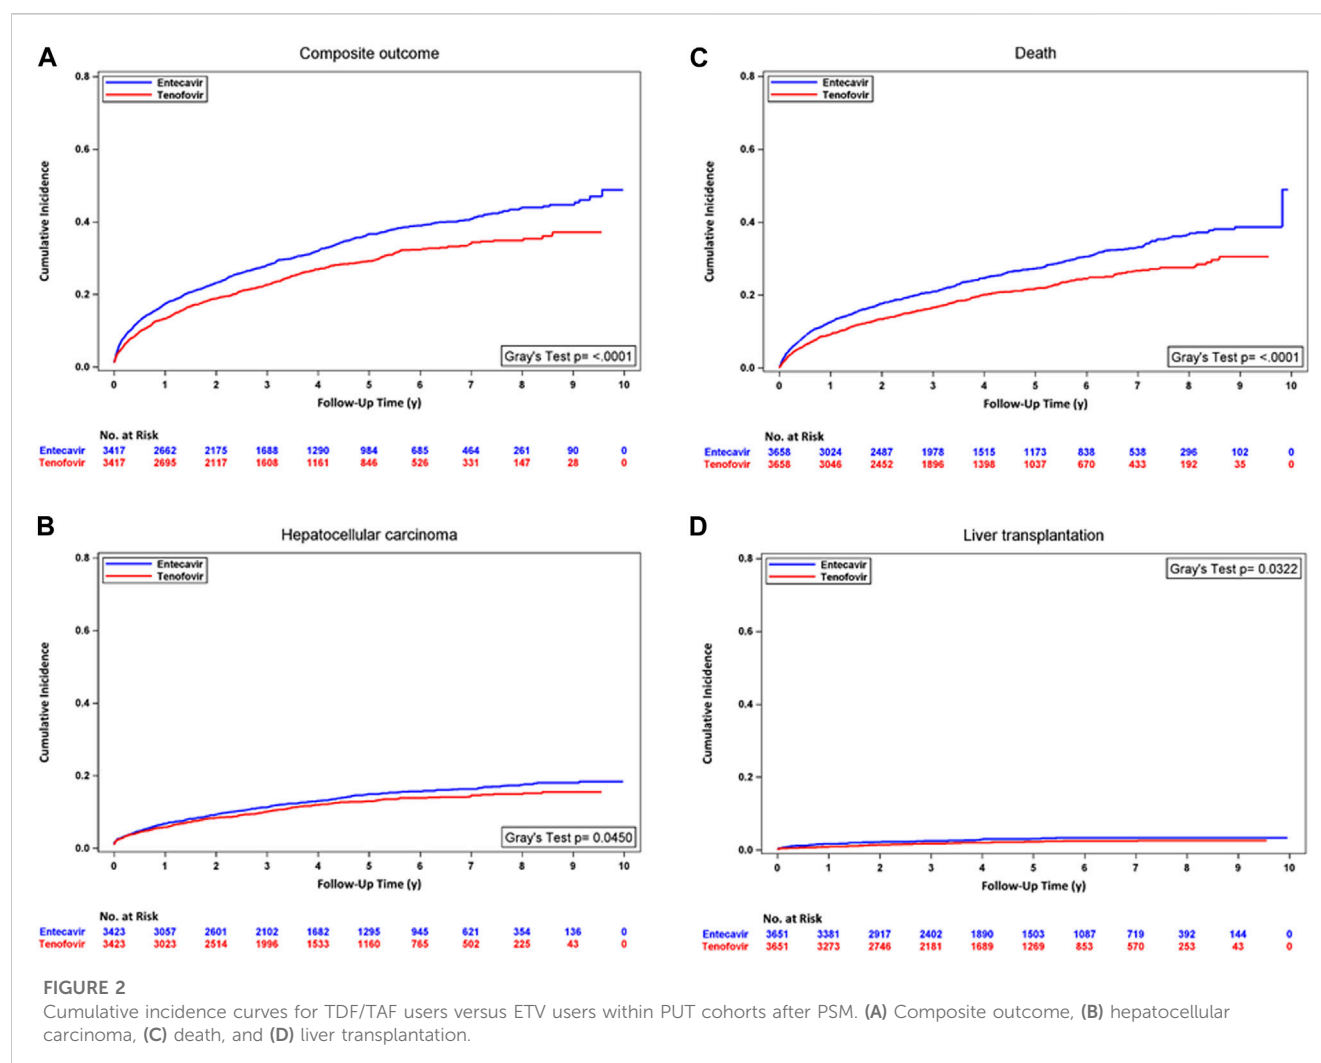 A
Composite outcome
Entecavir
Tenofovir
Cumulative Inicidence
0.8
0.6
0.4
0.2
0.0
Gray's Test p= <.0001
0 1 2 3 4 5 6 7 8 9 10
Follow-Up Time (y)
No. at Risk
Entecavir 3417 2662 2175 1688 1290 984 685 464 261 90 0
Tenofovir 3417 2695 2117 1608 1161 846 526 331 147 28 0
C
Death
Entecavir
Tenofovir
Cumulative Inicidence
0.8
0.6
0.4
0.2
0.0
Gray's Test p= <.0001
0 1 2 3 4 5 6 7 8 9 10
Follow-Up Time (y)
No. at Risk
Entecavir 3658 3024 2487 1978 1515 1173 838 538 296 102 0
Tenofovir 3658 3046 2452 1896 1398 1037 670 433 192 35 0
B
Hepatocellular carcinoma
Entecavir
Tenofovir
Cumulative Inicidence
0.8
0.6
0.4
0.2
0.0
Gray's Test p= 0.0450
0 1 2 3 4 5 6 7 8 9 10
Follow-Up Time (y)
No. at Risk
Entecavir 3423 3057 2601 2102 1682 1295 945 621 354 136 0
Tenofovir 3423 3023 2514 1996 1533 1160 765 502 225 43 0
D
Liver transplantation
Entecavir
Tenofovir
Gray's Test p= 0.0322
Cumulative Inicidence
0.8
0.6
0.4
0.2
0.0
0 1 2 3 4 5 6 7 8 9 10
Follow-Up Time (y)
No. at Risk
Entecavir 3651 3381 2917 2402 1890 1503 1087 719 392 144 0
Tenofovir 3651 3273 2746 2181 1689 1269 853 570 253 43 0
FIGURE 2
Cumulative incidence curves for TDF/TAF users versus ETV users within PUT cohorts after PSM. (A) Composite outcome, (B) hepatocellular
carcinoma, (C) death, and (D) liver transplantation.